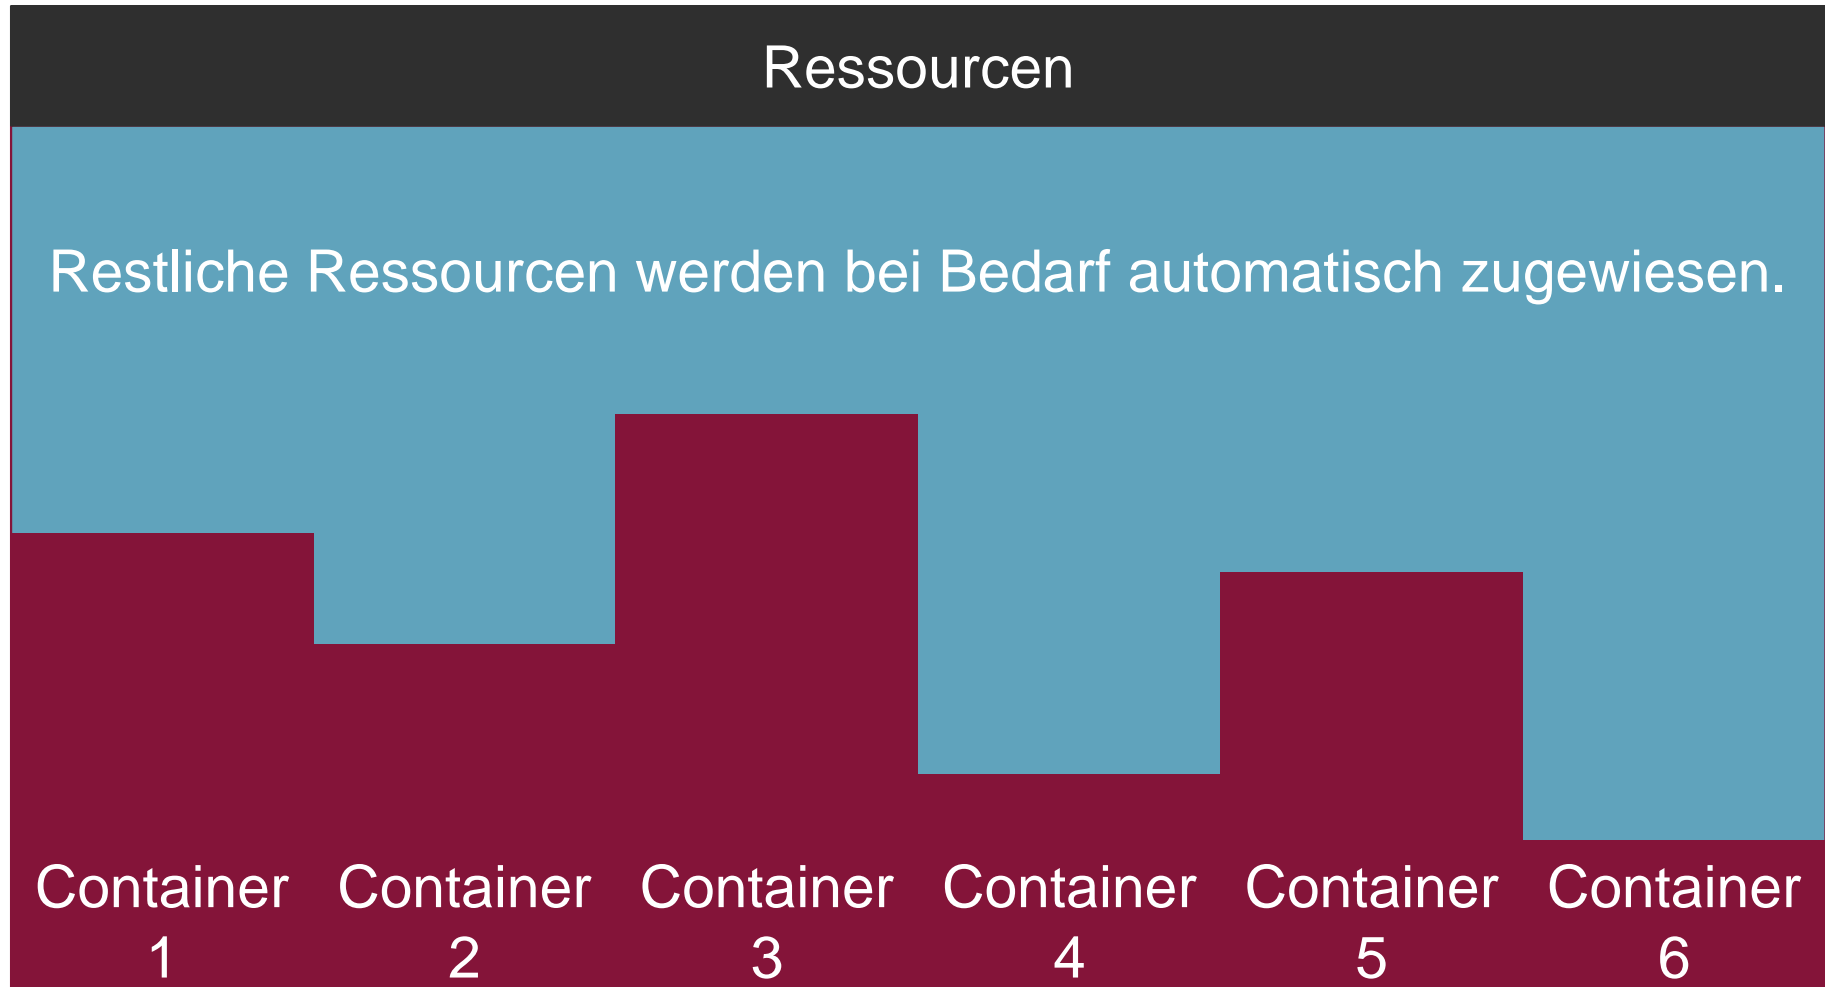 Ressourcen
Restliche Ressourcen werden bei Bedarf automatisch zugewiesen.
Container Container Container Container Container Container
1 2 3 4 5 6